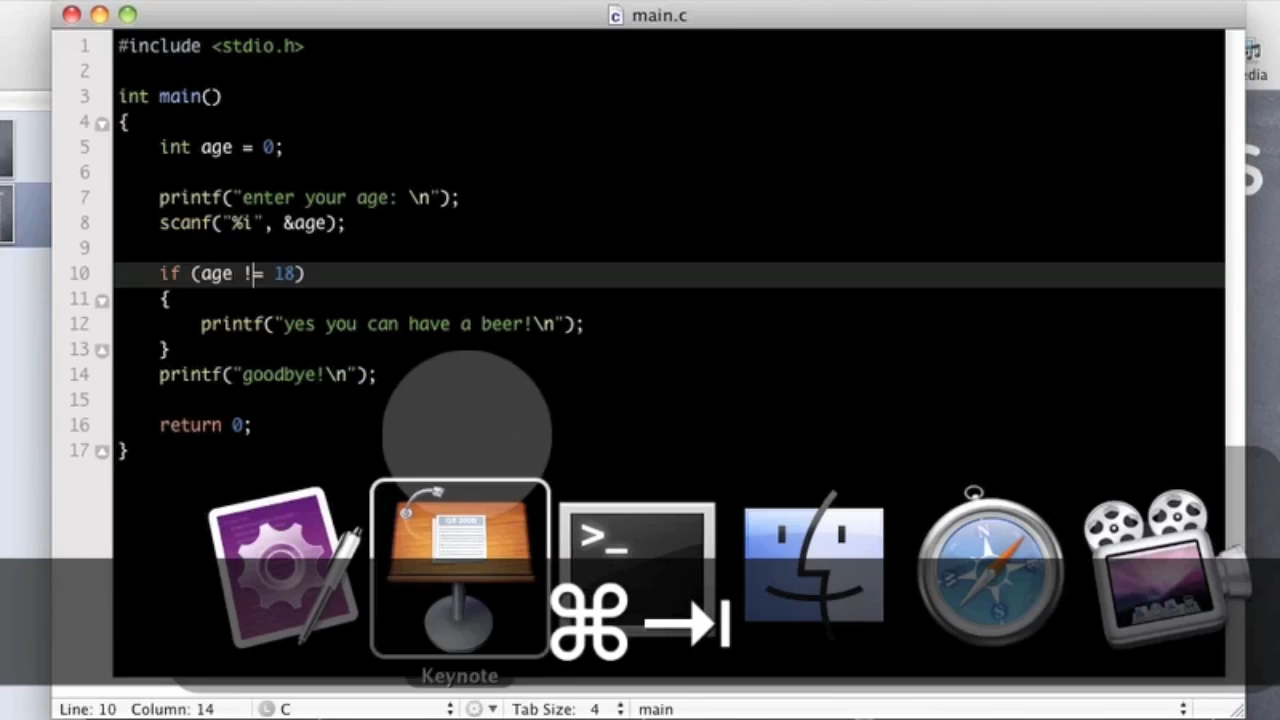 main.c
1 #include <stdio.h>
2
3 int main()
4 {
5 int age = 0;
6
7 printf("enter your age: \n");
8 scanf("%i", &age);
9
10 if (age != 18)
11 {
12 printf("yes you can have a beer!\n");
13 }
14 printf("goodbye!\n");
15
16 return 0;
17 }
>_
⌘ →|
Keynote
Line: 10 Column: 14 L C Tab Size: 4 main